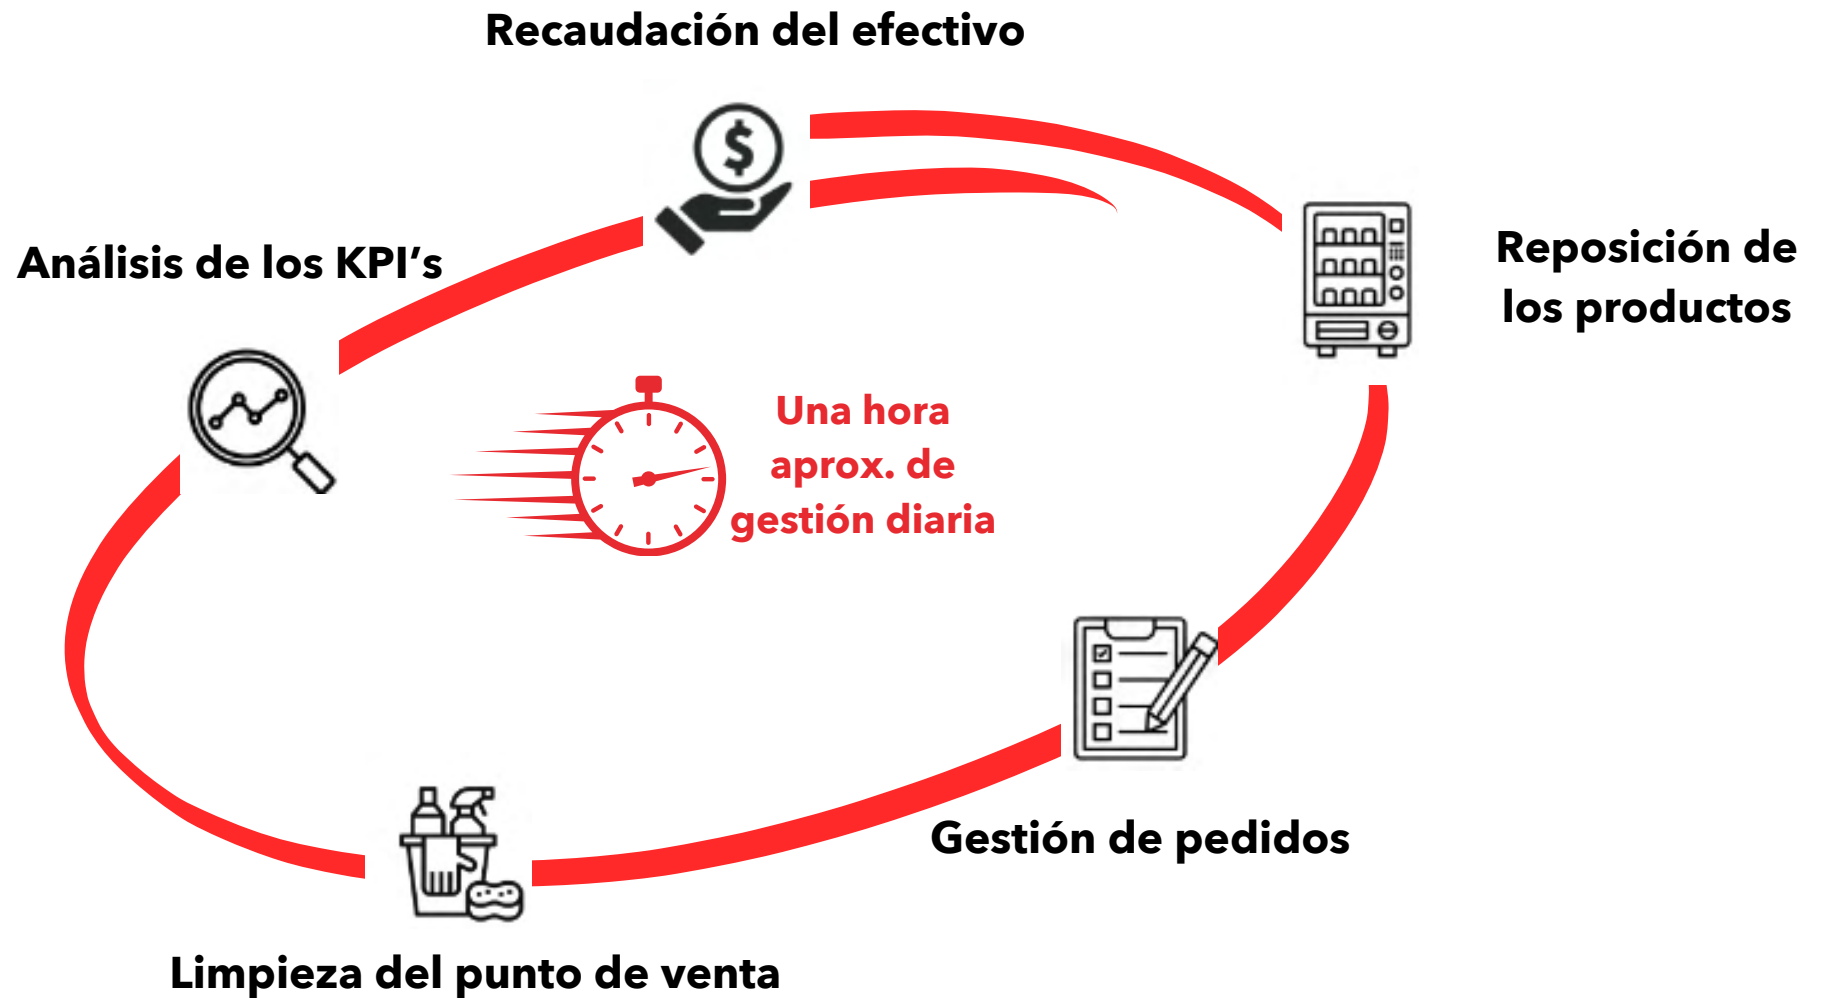 Recaudación del efectivo
Análisis de los KPI’s
Reposición de
los productos
Una hora
aprox. de
gestión diaria
Gestión de pedidos
Limpieza del punto de venta